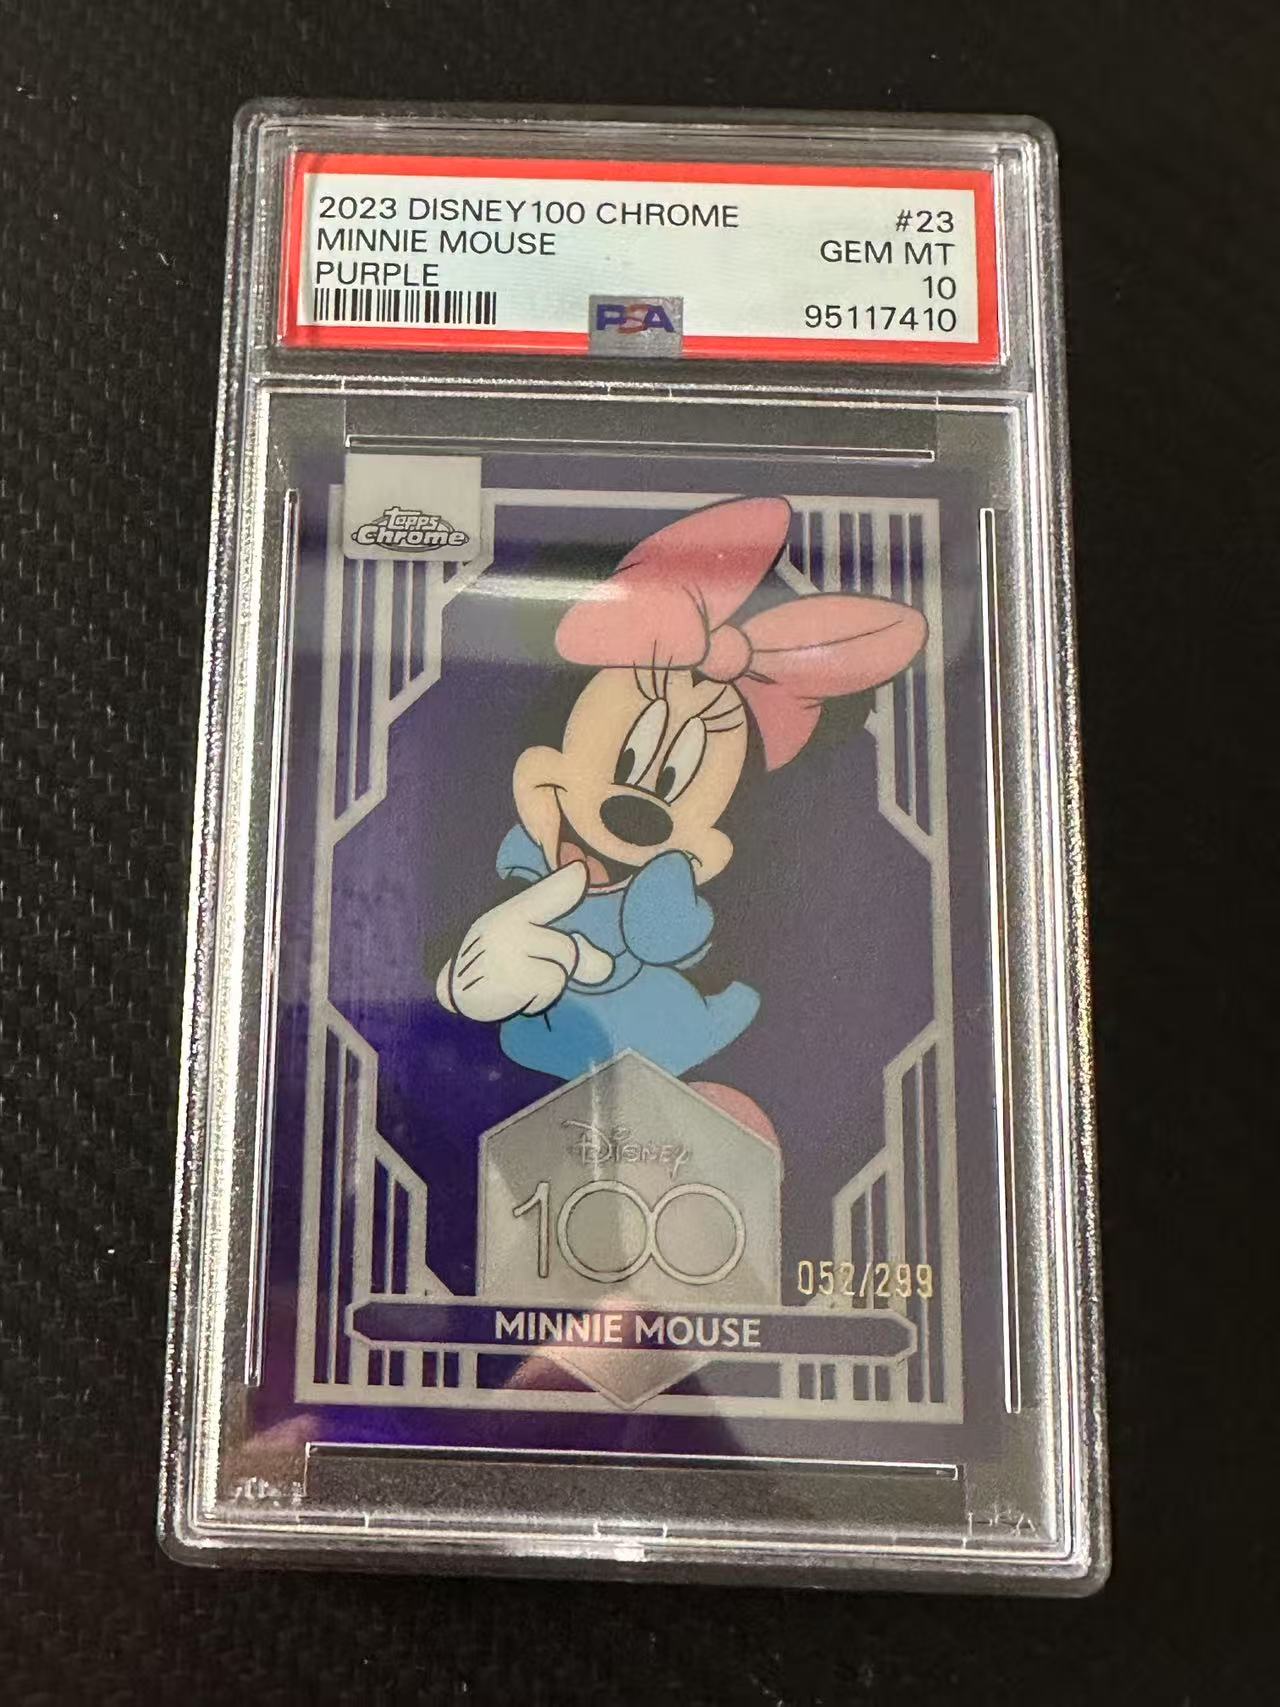 2023 DISNEY100 CHROME #23
MINNIE MOUSE GEM MT
PURPLE 10
95117410
PSA
Topps
Chrome
Disney
100
052/299
MINNIE MOUSE
PSA